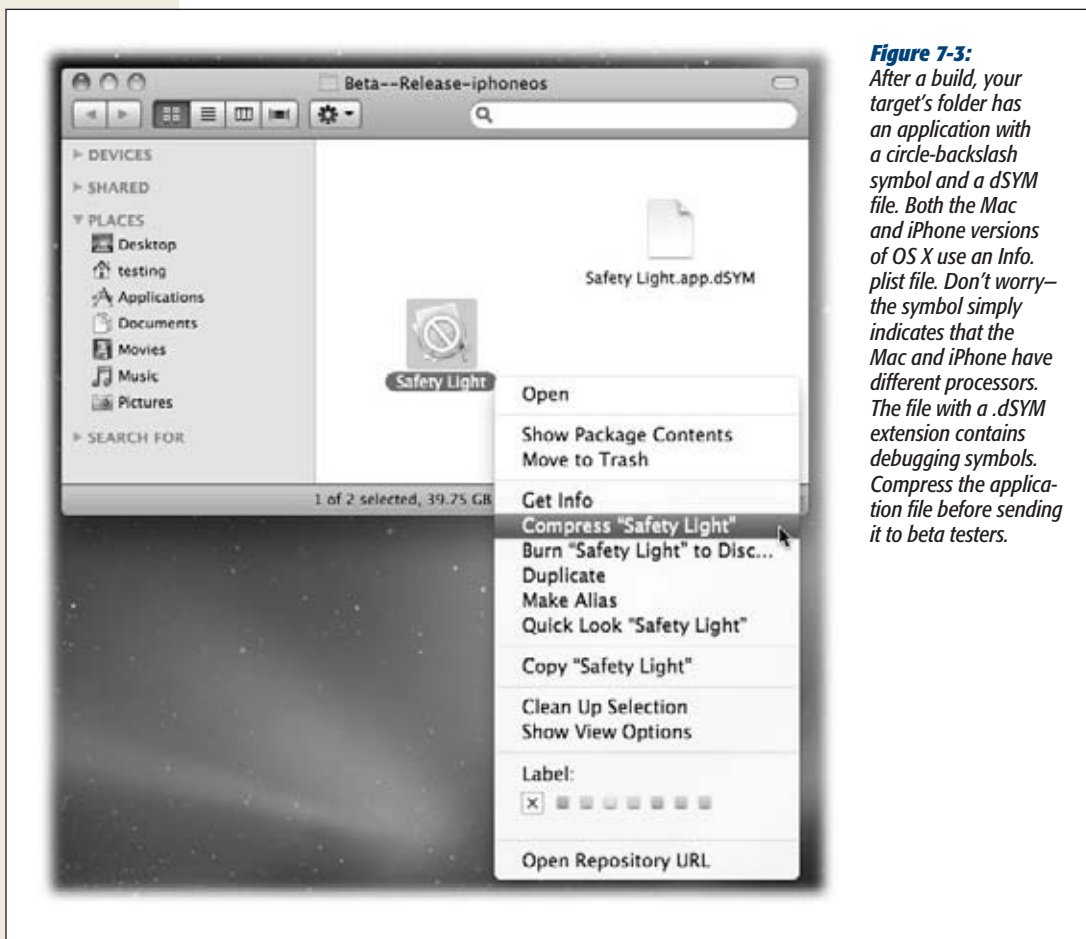 Beta--Release-iphoneos
DEVICES
SHARED
PLACES
Desktop
testing
Applications
Documents
Movies
Music
Pictures
SEARCH FOR
Safety Light.app.dSYM
Safety Light
1 of 2 selected, 39.75 GB
Open
Show Package Contents
Move to Trash
Get Info
Compress "Safety Light"
Burn "Safety Light" to Disc...
Duplicate
Make Alias
Quick Look "Safety Light"
Copy "Safety Light"
Clean Up Selection
Show View Options
Label:
Open Repository URL
Figure 7-3:
After a build, your
target's folder has
an application with
a circle-backslash
symbol and a dSYM
file. Both the Mac
and iPhone versions
of OS X use an Info.
plist file. Don't worry—
the symbol simply
indicates that the
Mac and iPhone have
different processors.
The file with a .dSYM
extension contains
debugging symbols.
Compress the applica-
tion file before sending
it to beta testers.